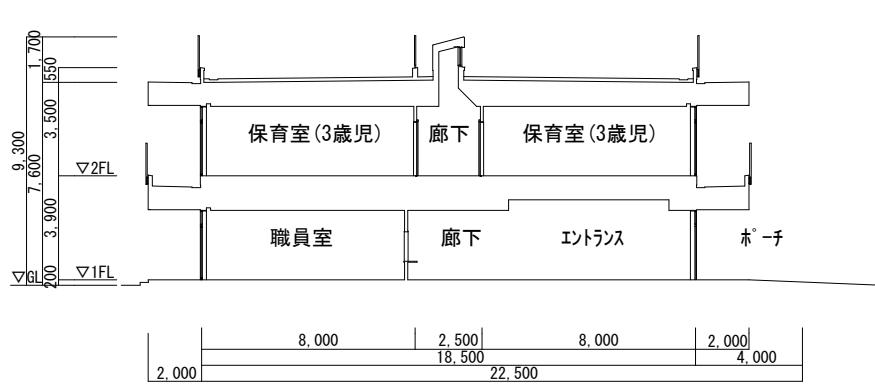 1,700
550
3,500
9,300
7,600
▽2FL
3,900
▽GL
200
▽1FL
保育室(3歳児)
廊下
保育室(3歳児)
職員室
廊下
エントランス
ポーチ
8,000
2,500
8,000
2,000
18,500
4,000
2,000
22,500